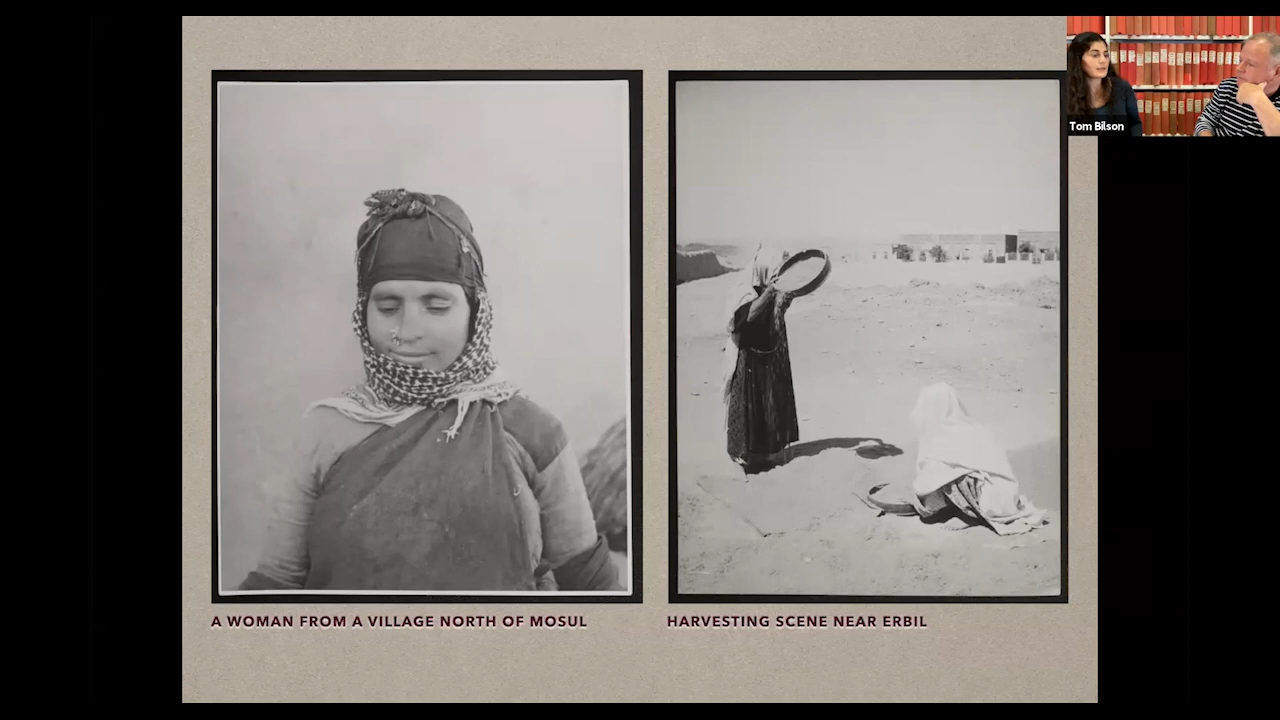 Tom Bilson
A WOMAN FROM A VILLAGE NORTH OF MOSUL
HARVESTING SCENE NEAR ERBIL